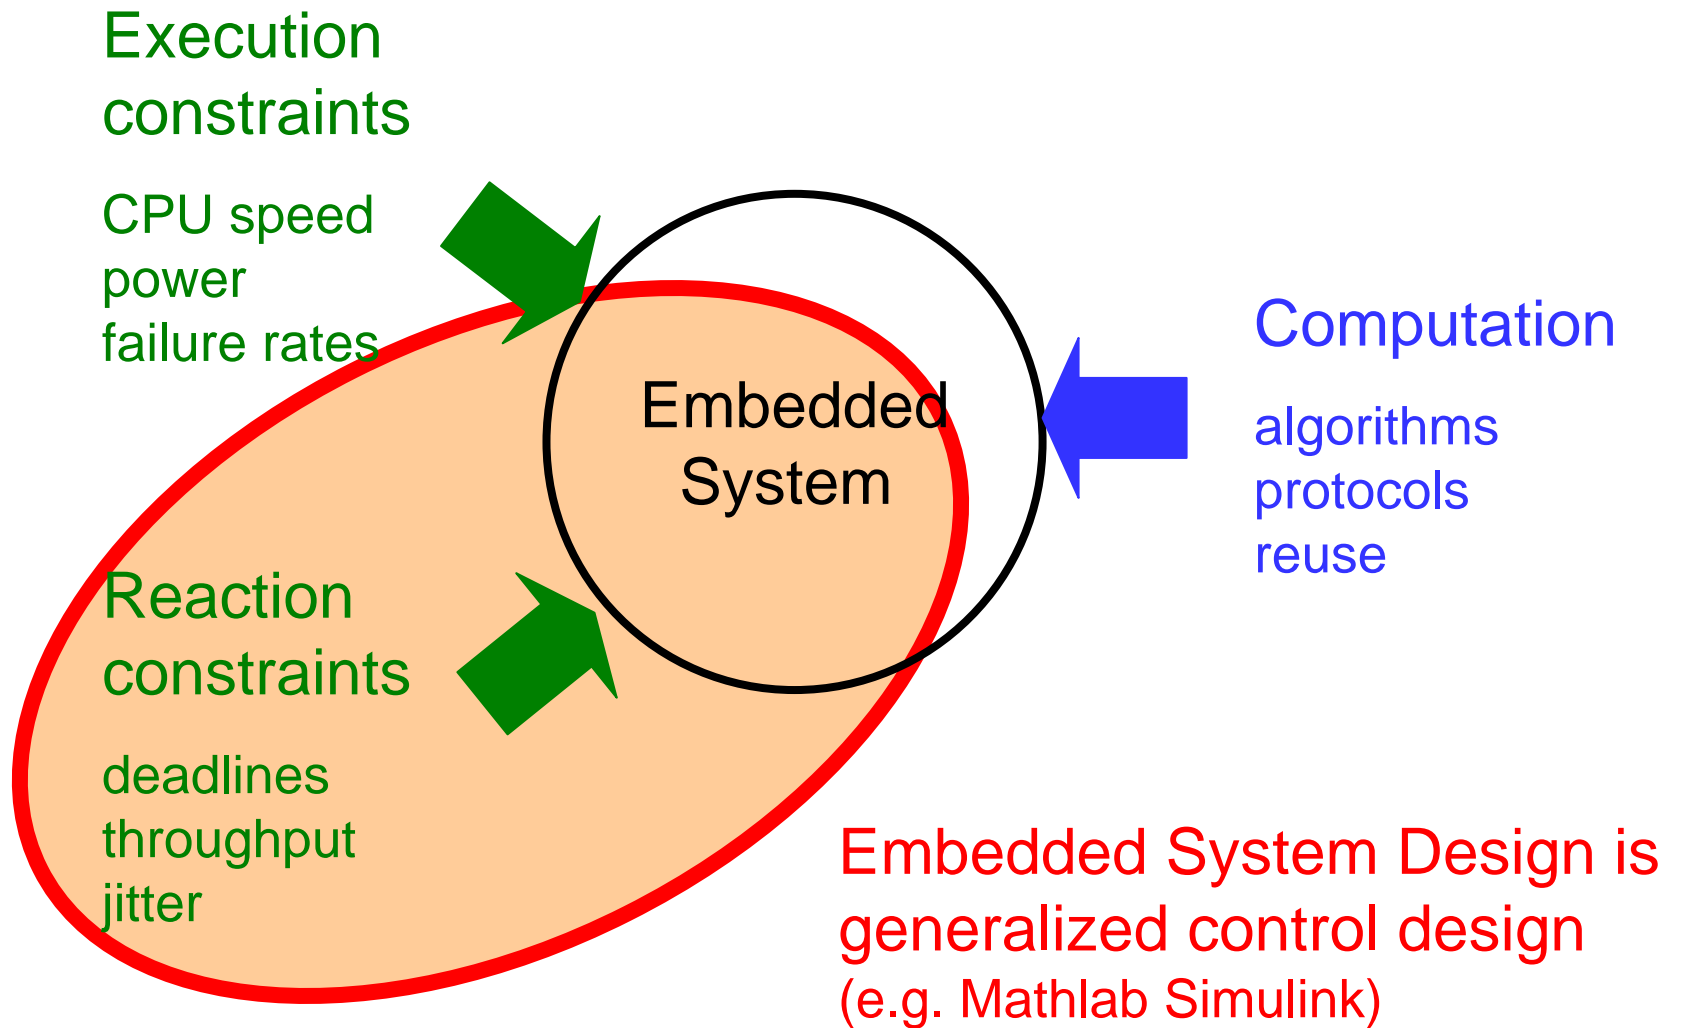 Execution
constraints
CPU speed
power
failure rates
Embedded
System
Computation
algorithms
protocols
reuse
Reaction
constraints
deadlines
throughput
jitter
Embedded System Design is
generalized control design
(e.g. Mathlab Simulink)